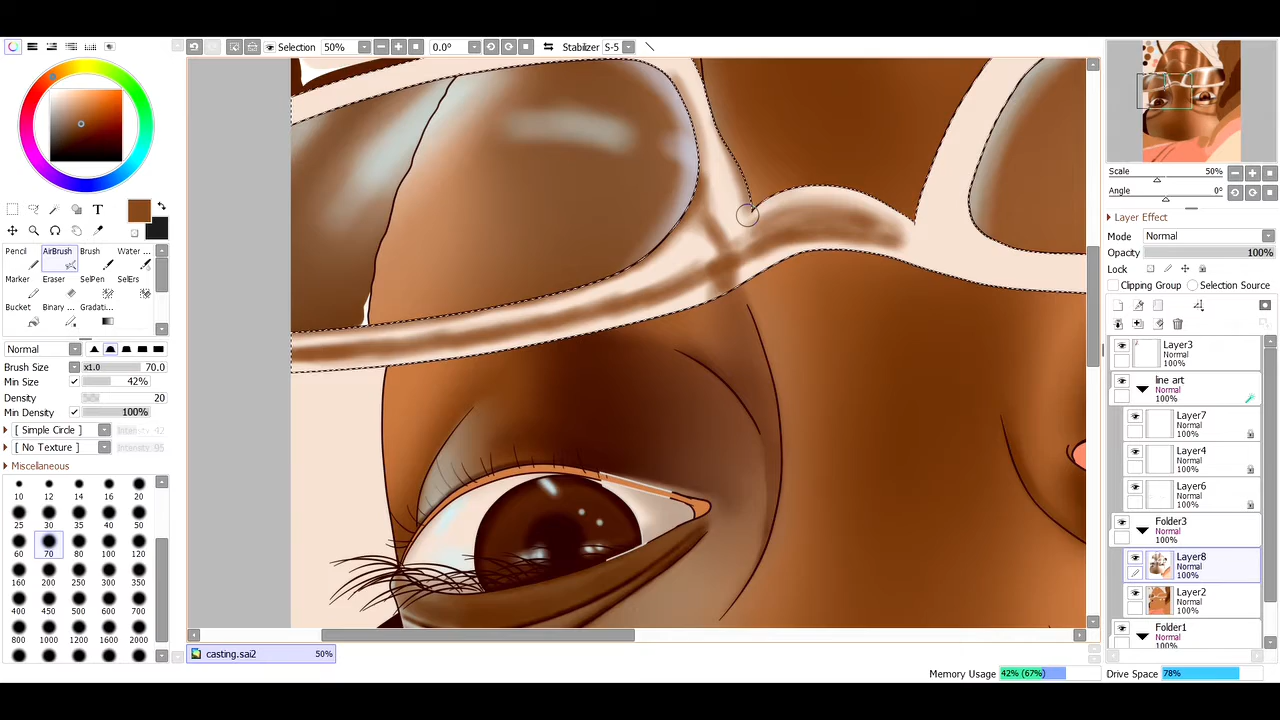 Selection 50% 0.0° Stabilizer S-5
T
Pencil AirBrush Brush Water ...
Marker Eraser SelPen SelErs
Bucket Binary ... Gradati...
Normal
Brush Size x1.0 70.0
Min Size 42%
Density 20
Min Density 100%
[ Simple Circle ]
[ No Texture ]
Miscellaneous
10 12 14 16 20
25 30 35 40 50
60 70 80 100 120
160 200 250 300 350
400 450 500 600 700
800 1000 1200 1600 2000
casting.sai2 50%
Scale 50%
Angle 0°
Layer Effect
Mode Normal
Opacity 100%
Lock
Clipping Group Selection Source
Layer3
Normal
100%
line art
Normal
100%
Layer7
Normal
100%
Layer4
Normal
100%
Layer6
Normal
100%
Folder3
Normal
100%
Layer8
Normal
100%
Layer2
Normal
100%
Folder1
Normal
Memory Usage 42% (67%) Drive Space 78%